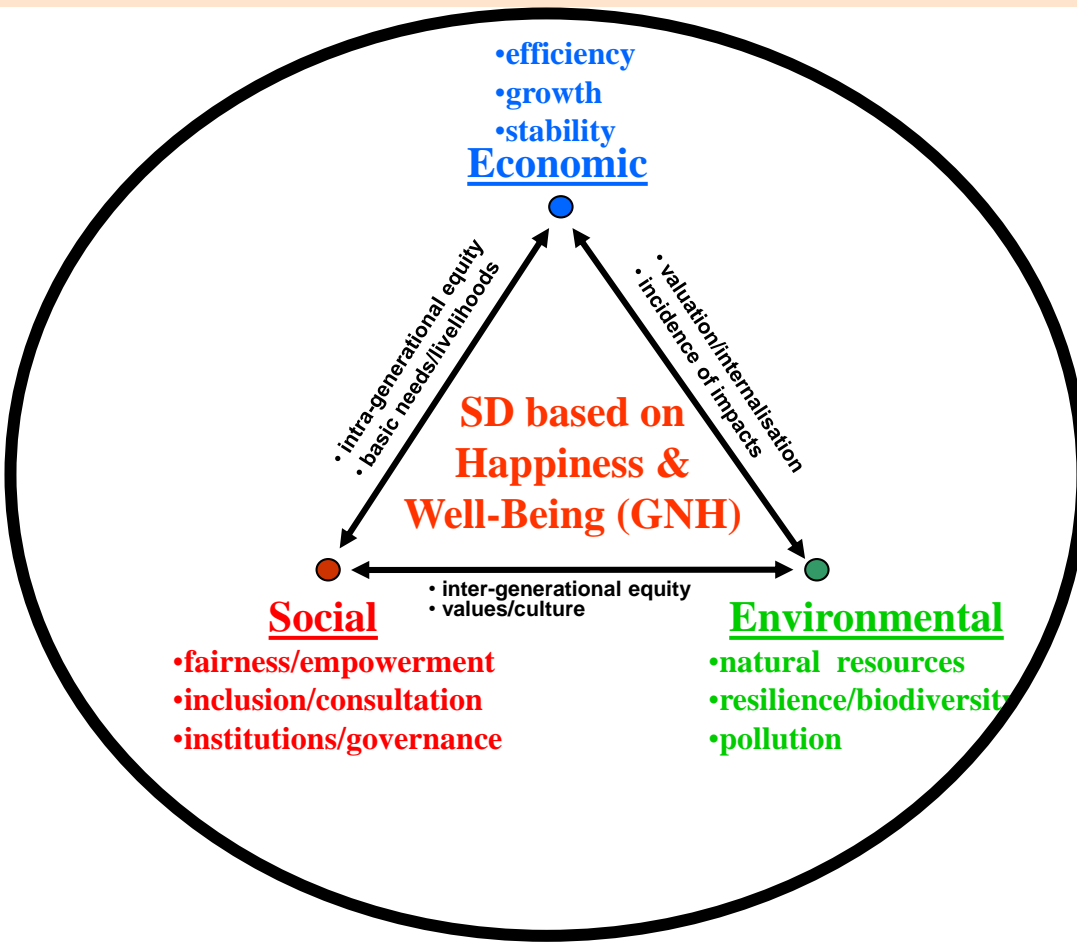 •efficiency
•growth
•stability
Economic
• intra-generational equity
• basic needs/livelihoods
• valuation/internalisation
• incidence of impacts
SD based on
Happiness &
Well-Being (GNH)
• inter-generational equity
• values/culture
Social
•fairness/empowerment
•inclusion/consultation
•institutions/governance
Environmental
•natural resources
•resilience/biodiversity
•pollution